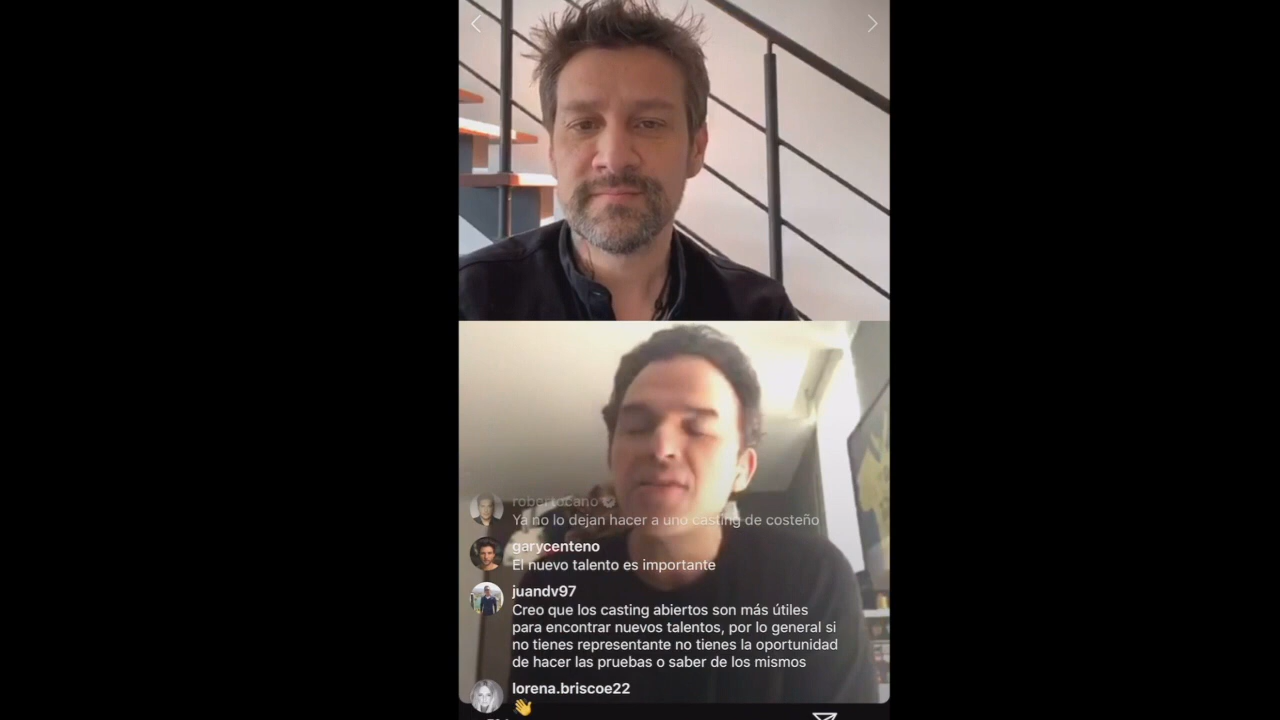 robertocano
Ya no lo dejan hacer a uno casting de costeño
garycenteno
El nuevo talento es importante
juandv97
Creo que los casting abiertos son más útiles
para encontrar nuevos talentos, por lo general si
no tienes representante no tienes la oportunidad
de hacer las pruebas o saber de los mismos
lorena.briscoe22
👋